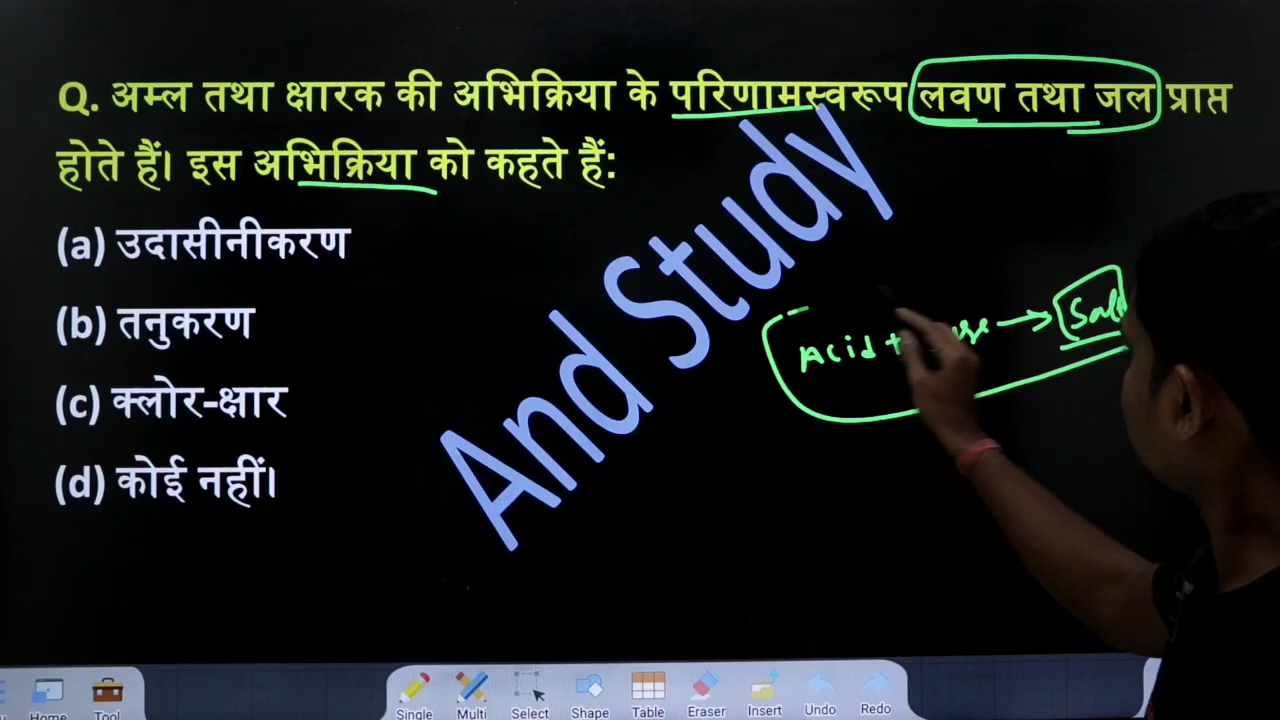 Q. अम्ल तथा क्षारक की अभिक्रिया के परिणामस्वरूप लवण तथा जल प्राप्त
होते हैं। इस अभिक्रिया को कहते हैं:
(a) उदासीनीकरण
(b) तनुकरण
(c) क्लोर-क्षार
(d) कोई नहीं।
And Study
Acid +
Home Tool Single Multi Select Shape Table Eraser Insert Undo Redo